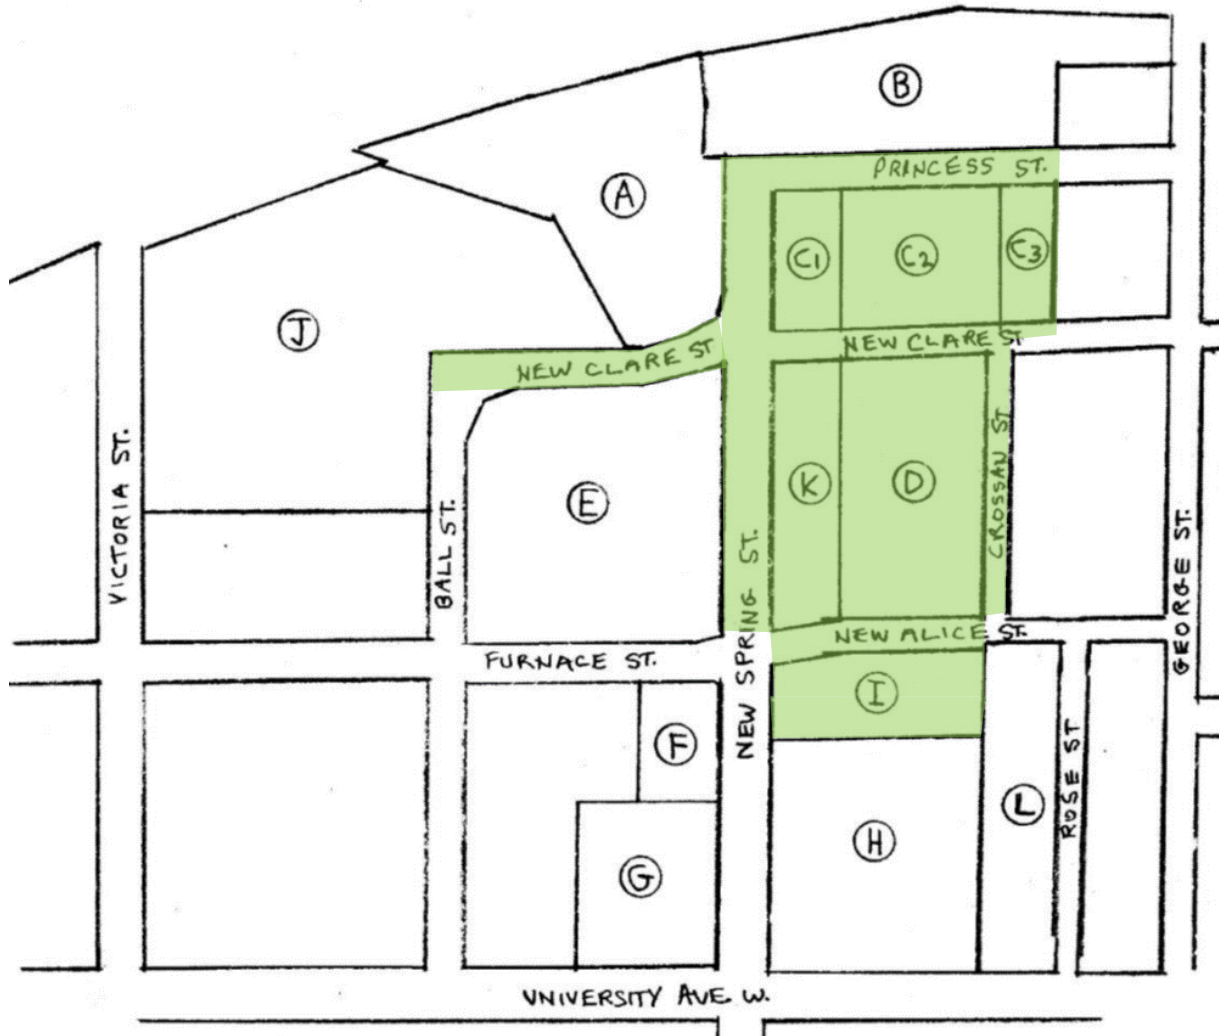 B
PRINCESS ST.
A
C1
C2
C3
J
NEW CLARE ST
NEW CLARE ST
VICTORIA ST.
BALL ST.
E
K
D
CROSSAN ST
GEORGE ST.
NEW SPRING ST.
NEW ALICE ST.
FURNACE ST.
I
F
ROSE ST
L
H
G
UNIVERSITY AVE W.